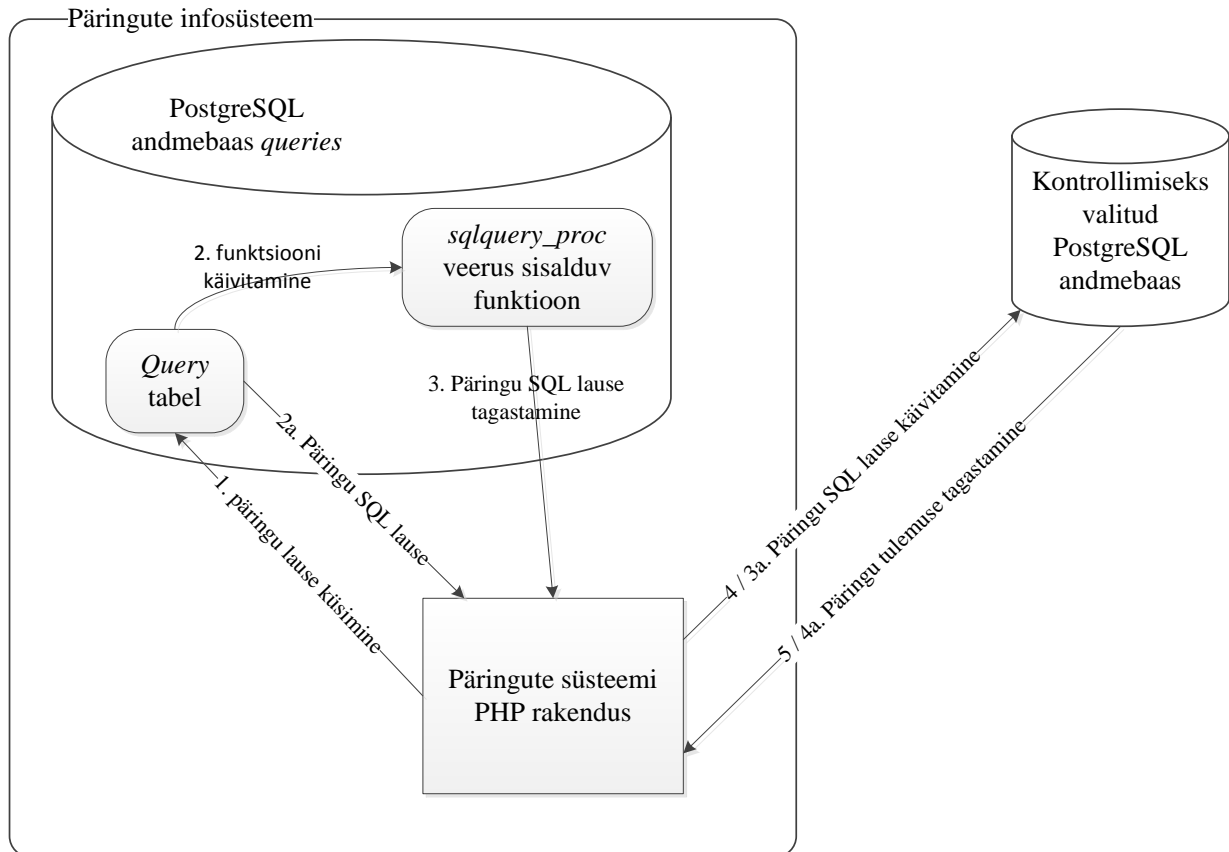 Päringute infosüsteem
PostgreSQL
andmebaas queries
sqlquery_proc
veerus sisalduv
funktioon
2. funktsiooni
käivitamine
Query
tabel
3. Päringu SQL lause
tagastamine
2a. Päringu SQL lause
1. päringu lause küsimine
Päringute süsteemi
PHP rakendus
Kontrollimiseks
valitud
PostgreSQL
andmebaas
4 / 3a. Päringu SQL lause käivitamine
5 / 4a. Päringu tulemuse tagastamine